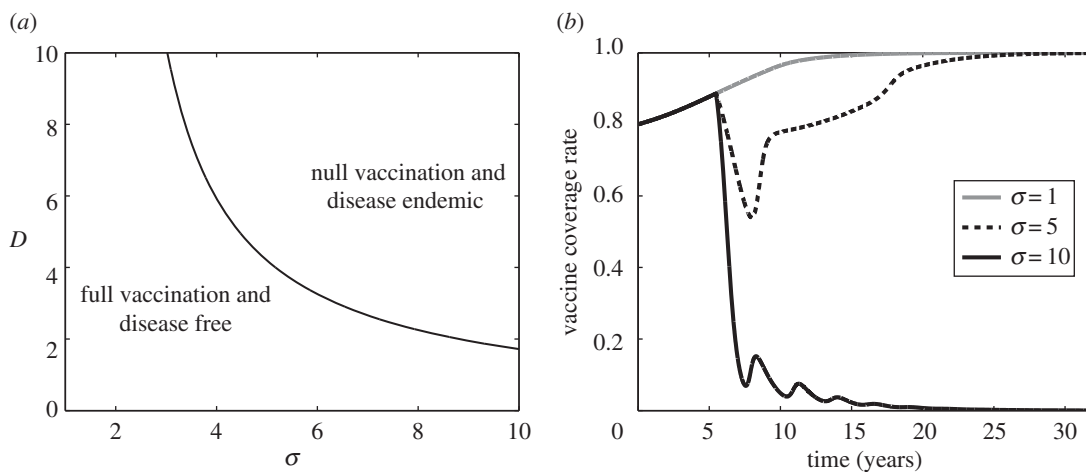 (a)
10
8
6
D
4
2
0
2 4 6 8 10
σ
null vaccination and
disease endemic
full vaccination and
disease free
(b)
1.0
0.8
0.6
0.4
0.2
vaccine coverage rate
0 5 10 15 20 25 30
time (years)
σ = 1
σ = 5
σ = 10